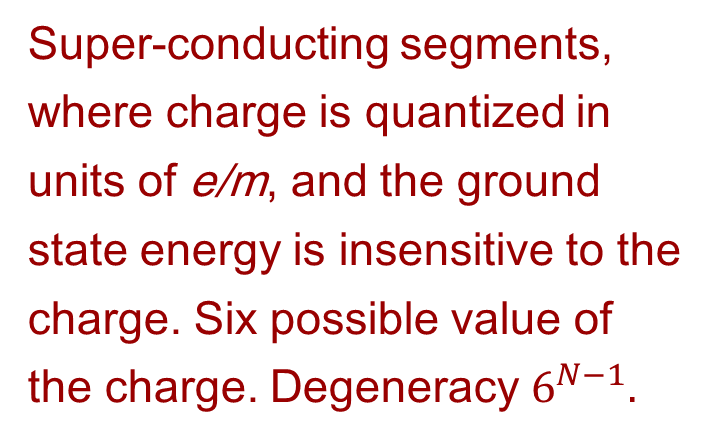 Super-conducting segments,
where charge is quantized in
units of e/m, and the ground
state energy is insensitive to the
charge. Six possible value of
the charge. Degeneracy 6^{N−1}.